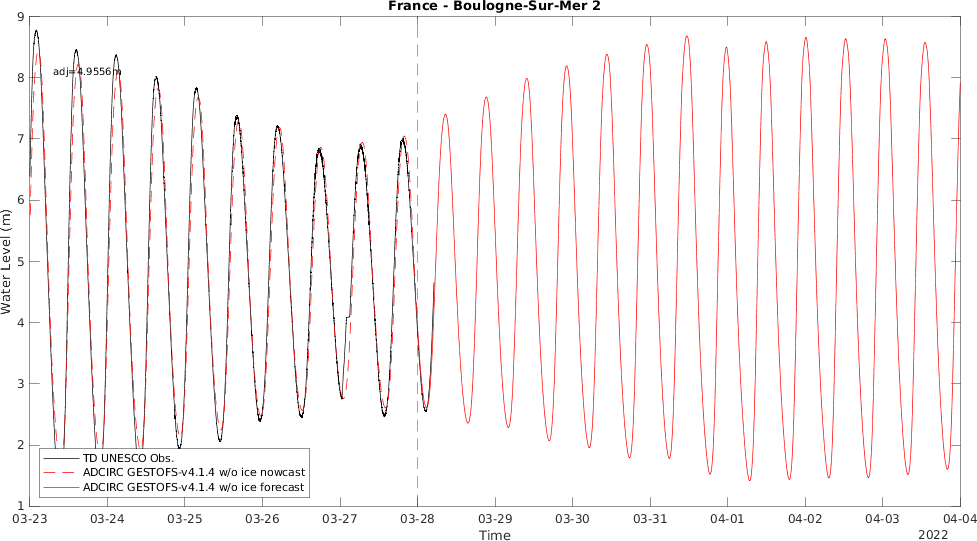 France - Boulogne-Sur-Mer 2
9
8
7
6
5
4
3
2
1
Water Level (m)
adj=4.9556m
TD UNESCO Obs.
ADCIRC GESTOFS-v4.1.4 w/o ice nowcast
ADCIRC GESTOFS-v4.1.4 w/o ice forecast
03-23 03-24 03-25 03-26 03-27 03-28 03-29 03-30 03-31 04-01 04-02 04-03 04-04
Time
2022